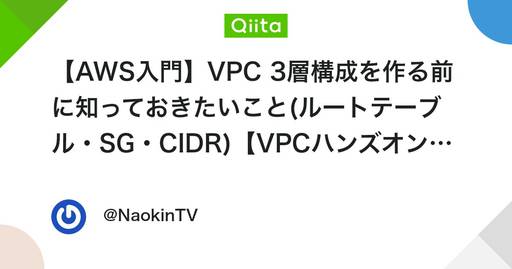 Qiita
【AWS入門】VPC 3層構成を作る前
に知っておきたいこと(ルートテーブ
ル・SG・CIDR)【VPCハンズオン…
@NaokinTV